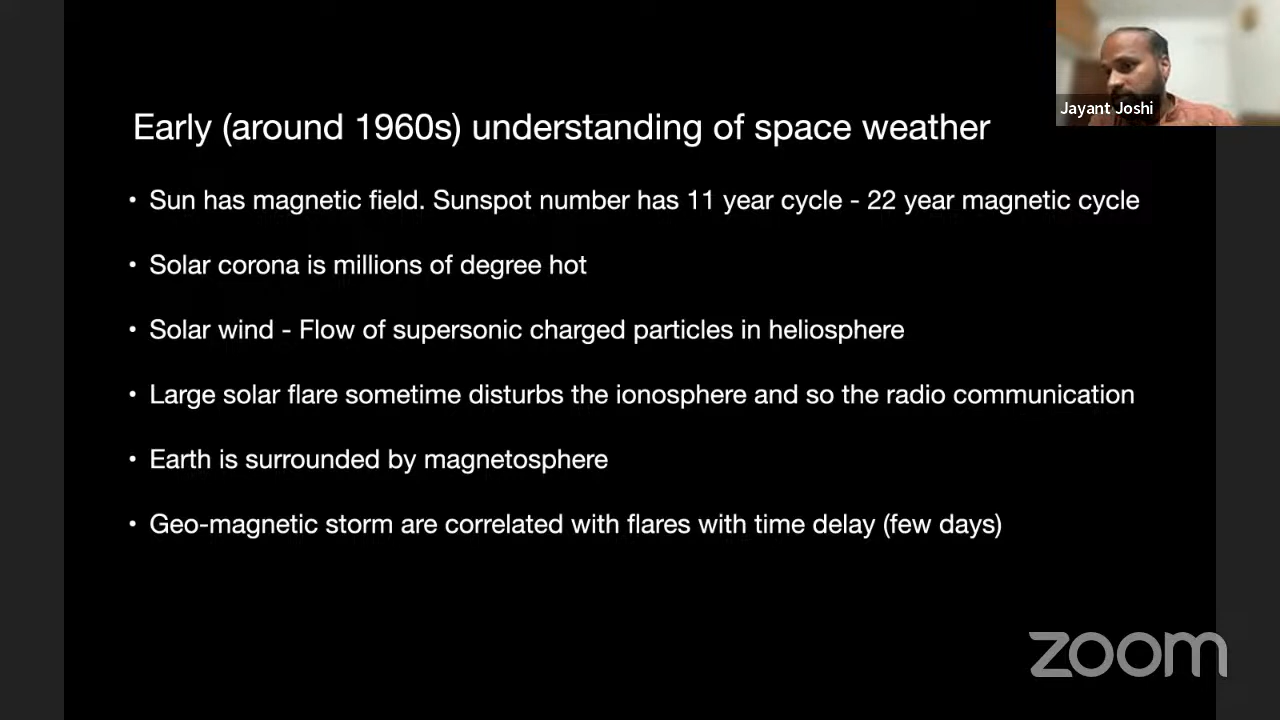 Early (around 1960s) understanding of space weather
• Sun has magnetic field. Sunspot number has 11 year cycle - 22 year magnetic cycle
• Solar corona is millions of degree hot
• Solar wind - Flow of supersonic charged particles in heliosphere
• Large solar flare sometime disturbs the ionosphere and so the radio communication
• Earth is surrounded by magnetosphere
• Geo-magnetic storm are correlated with flares with time delay (few days)
Jayant Joshi
zoom